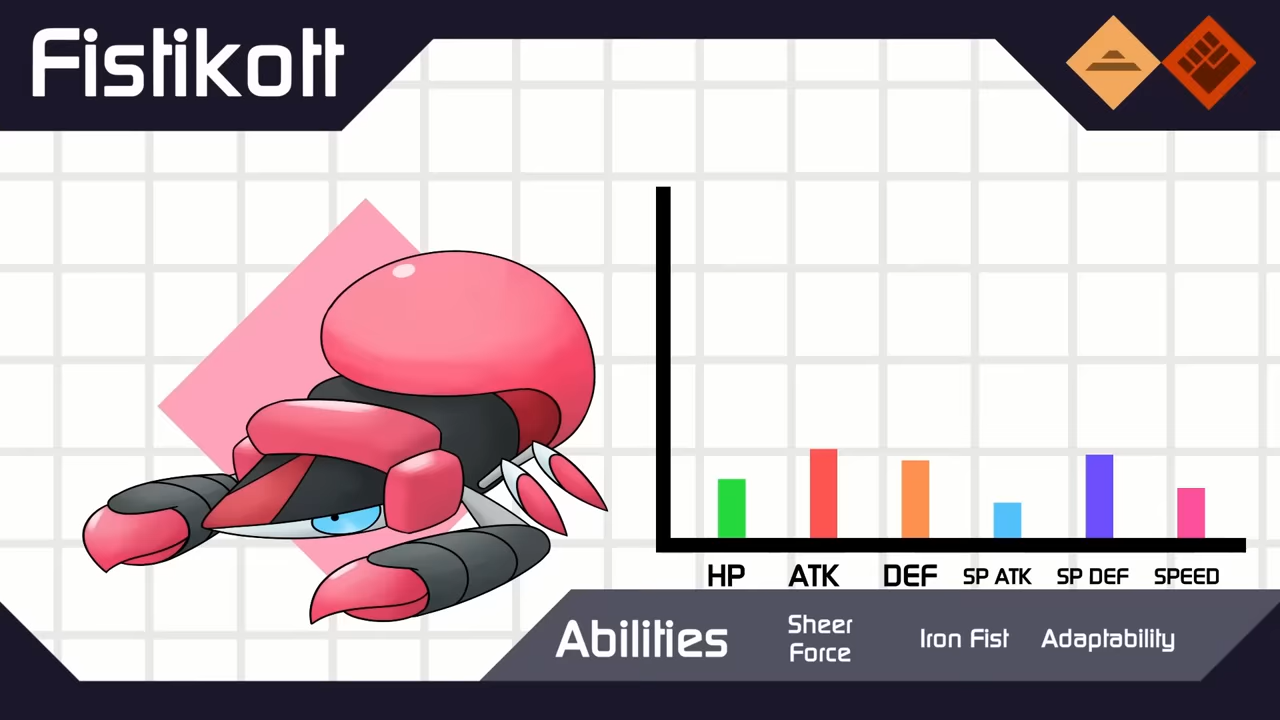 Fistikott
HP ATK DEF SP ATK SP DEF SPEED
Abilities
Sheer
Force
Iron Fist
Adaptability